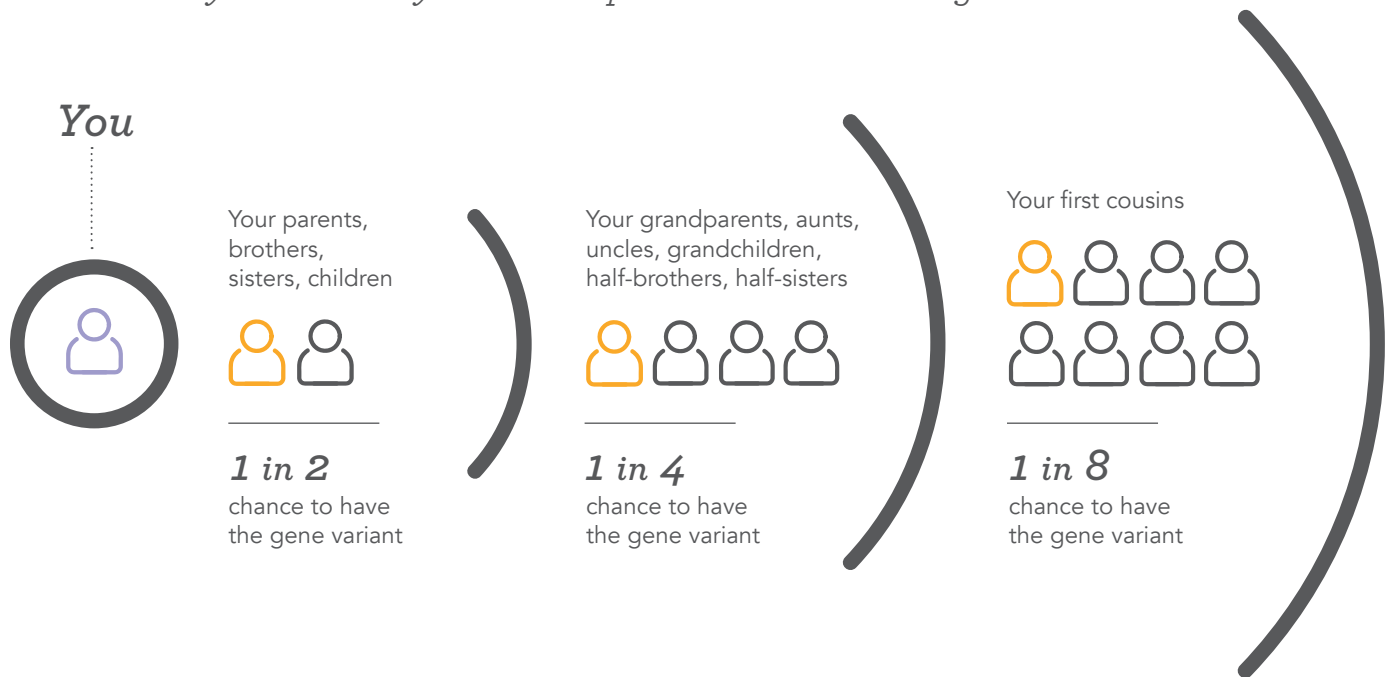 You
Your parents,
brothers,
sisters, children
1 in 2
chance to have
the gene variant
Your grandparents, aunts,
uncles, grandchildren,
half-brothers, half-sisters
1 in 4
chance to have
the gene variant
Your first cousins
1 in 8
chance to have
the gene variant